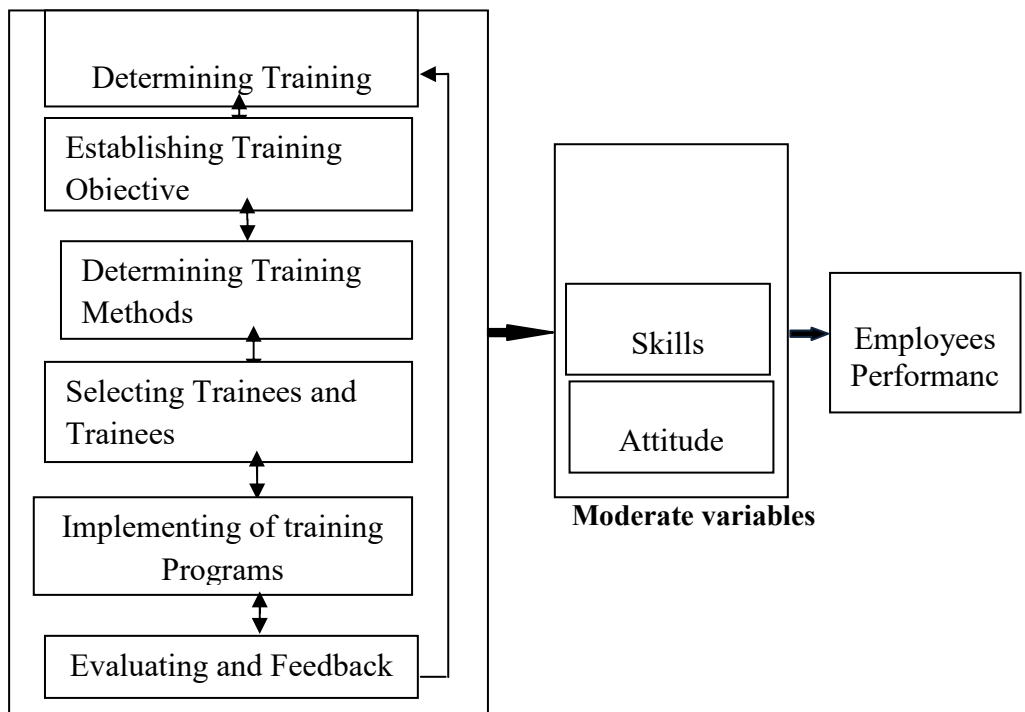 Determining Training
Establishing Training
Objective
Determining Training
Methods
Selecting Trainees and
Trainees
Implementing of training
Programs
Evaluating and Feedback
Skills
Attitude
Moderate variables
Employees
Performanc